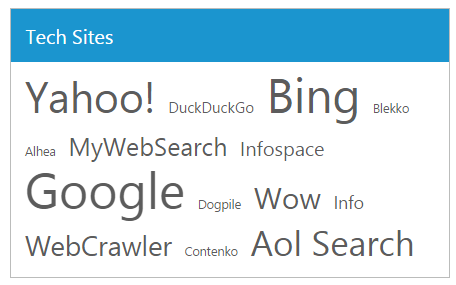 Tech Sites
Yahoo! DuckDuckGo Bing Blekko
Alhea MyWebSearch Infospace
Google Dogpile Wow Info
WebCrawler Contenko Aol Search